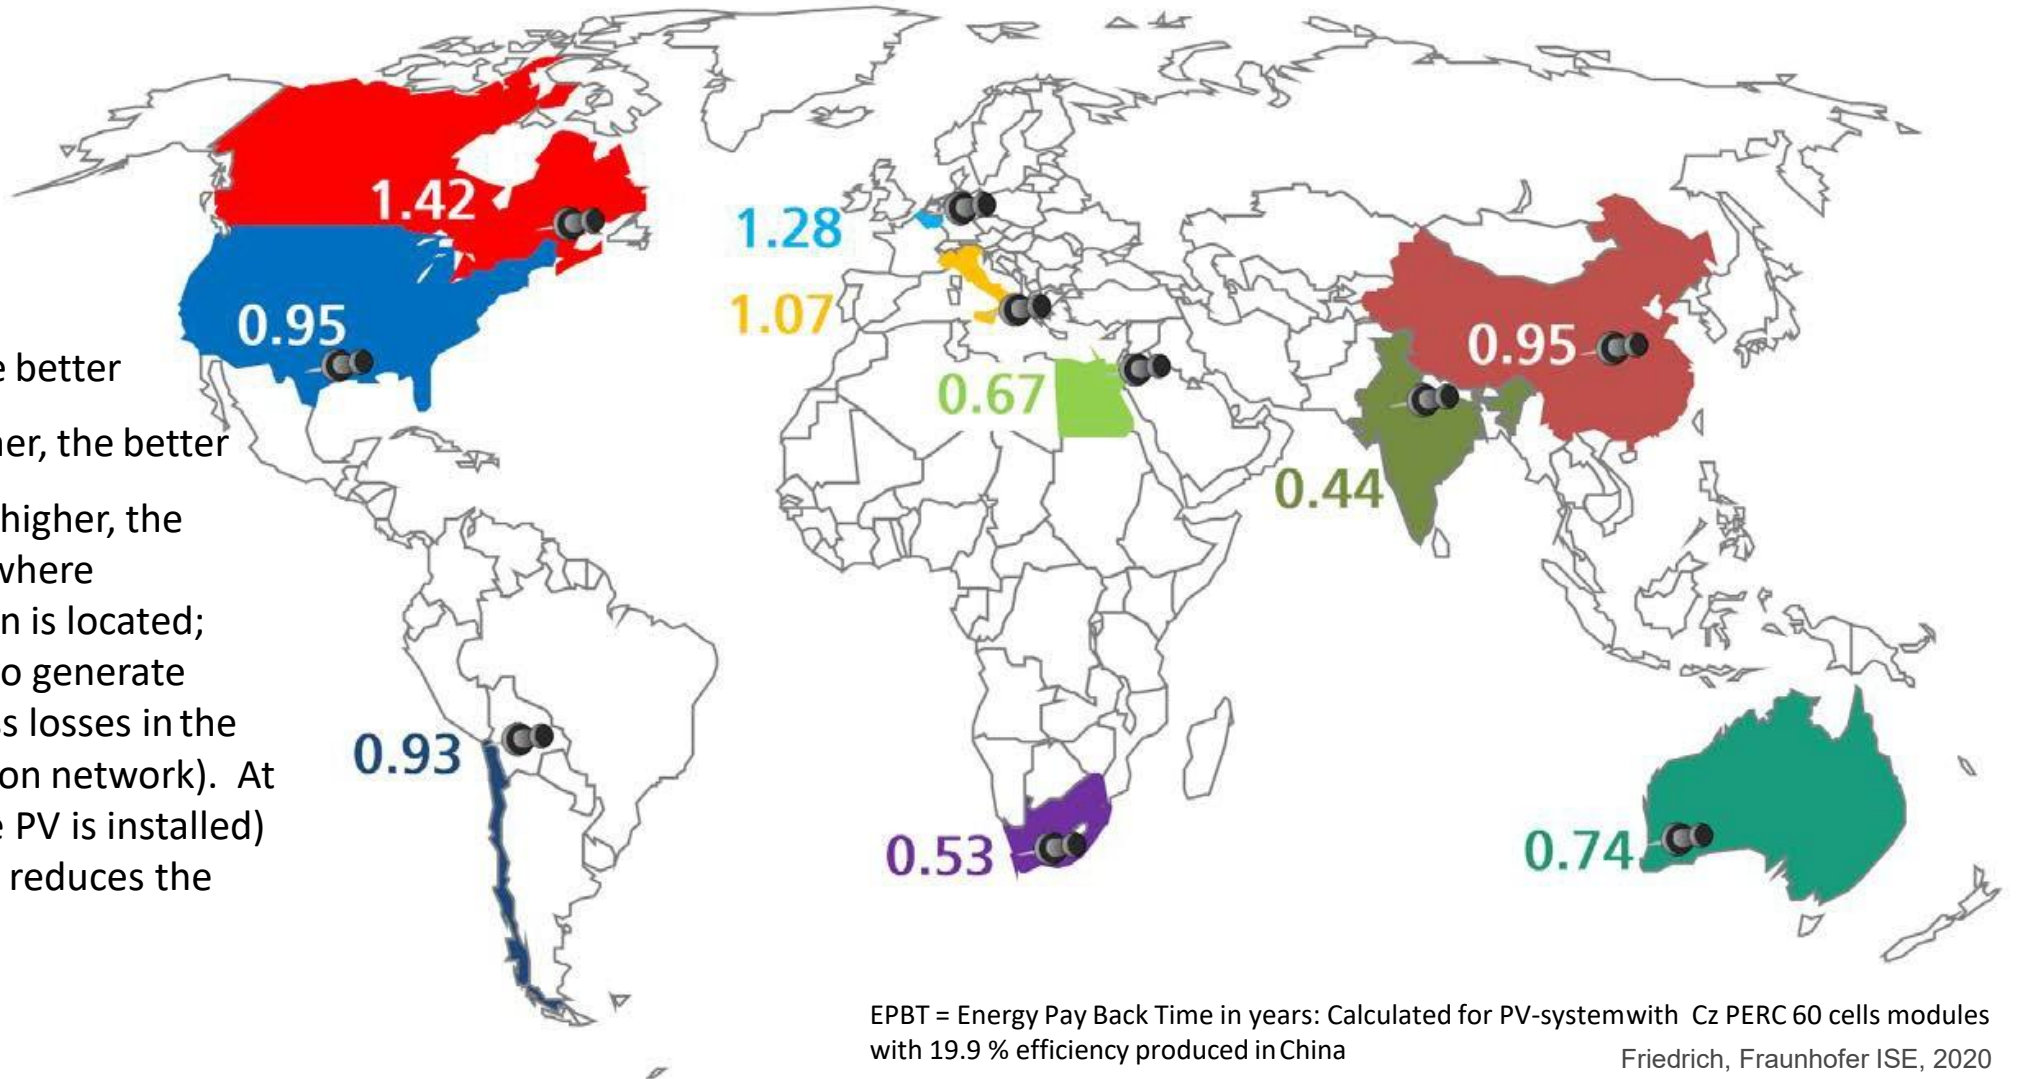 1.42
1.28
0.95
1.07
0.95
e better
0.67
ner, the better
0.44
higher, the
where
n is located;
o generate
ss losses in the
0.93
on network). At
e PV is installed)
0.53
0.74
reduces the
EPBT = Energy Pay Back Time in years: Calculated for PV-systemwith Cz PERC 60 cells modules
with 19.9 % efficiency produced in China
Friedrich, Fraunhofer ISE, 2020